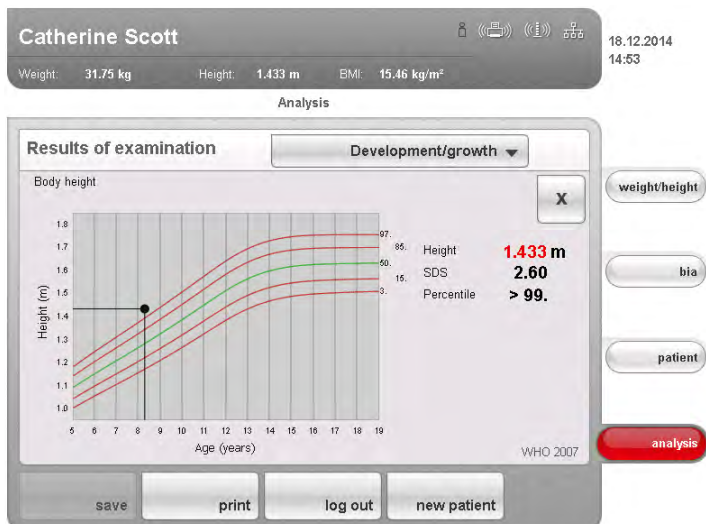 Catherine Scott
18.12.2014
14:53
Weight: 31.75 kg Height: 1.433 m BMI: 15.46 kg/m²
Analysis
Results of examination
Development/growth
Body height
X
weight/height
1.8
1.7
1.6
1.5
1.4
1.3
1.2
1.1
1.0
Height (m)
97.
85.
50.
15.
3.
Height 1.433 m
SDS 2.60
Percentile > 99.
bia
patient
5 6 7 8 9 10 11 12 13 14 15 16 17 18 19
Age (years)
WHO 2007
analysis
save print log out new patient